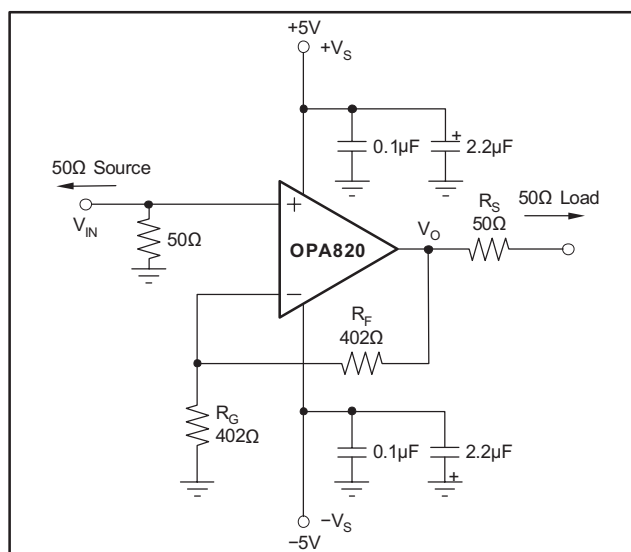 +5V
+V_S
0.1µF
2.2µF
+
50Ω Source
V_IN
50Ω
+
−
OPA820
V_O
R_S
50Ω
50Ω Load
R_F
402Ω
R_G
402Ω
0.1µF
2.2µF
+
−V_S
−5V